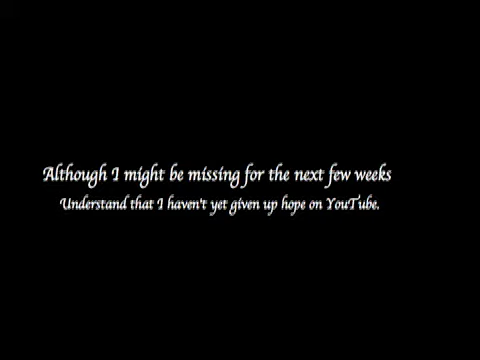 Although I might be missing for the next few weeks
Understand that I haven't yet given up hope on YouTube.